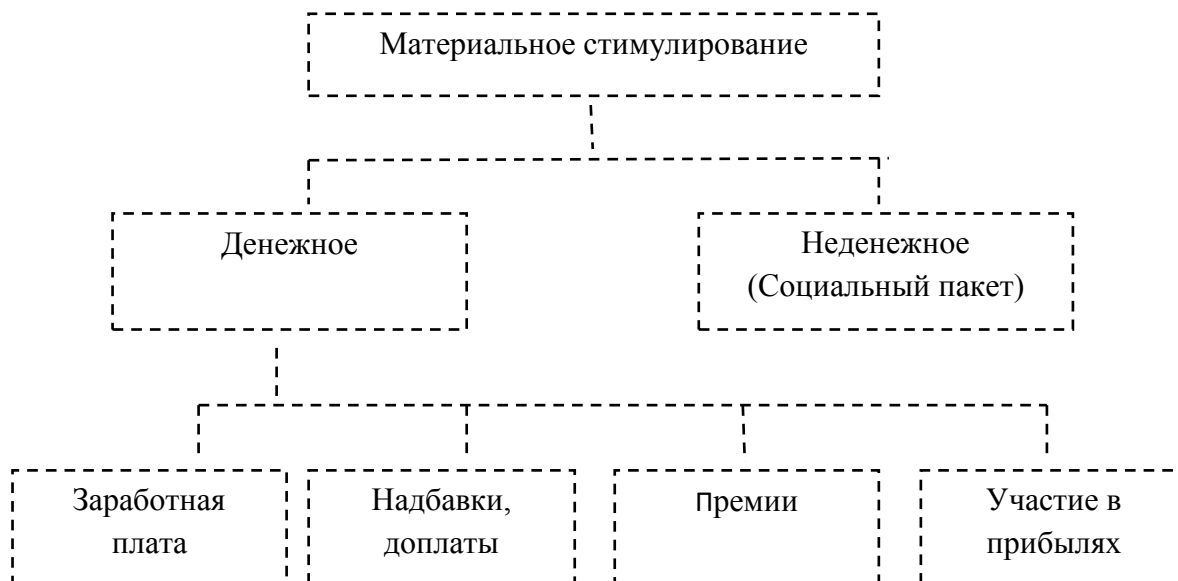 Материальное стимулирование
Денежное
Неденежное
(Социальный пакет)
Заработная
плата
Надбавки,
доплаты
Премии
Участие в
прибылях